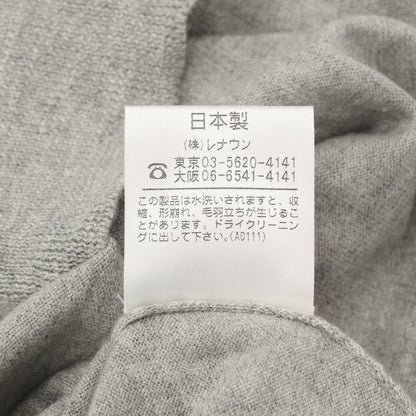 日本製
(株)レナウン
☎東京03-5620-4141
大阪06-6541-4141
この製品は水洗いされますと、収
縮、形崩れ、毛羽立ちが生じるこ
とがあります。ドライクリーニン
グに出して下さい。(AD111)